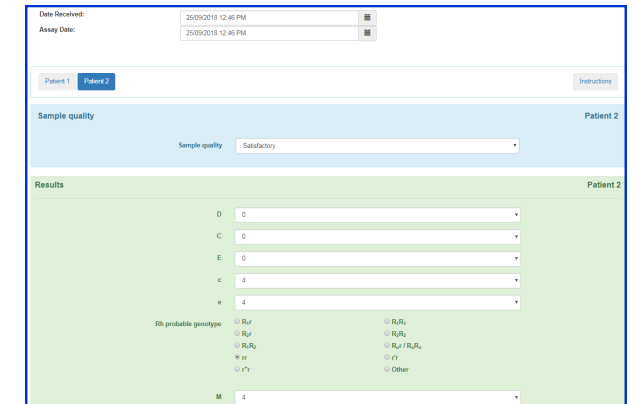 Date Received: 25/09/2018 12:46 PM
Assay Date: 25/09/2018 12:46 PM
Patient 1 Patient 2 Instructions
Sample quality Patient 2
Sample quality Satisfactory
Results Patient 2
D 0
C 0
E 0
c 4
e 4
Rh probable genotype R₁r R₁R₁
R₂r R₂R₂
R₁R₂ R₀r / R₀R₀
rr r'r
r''r Other
M 4